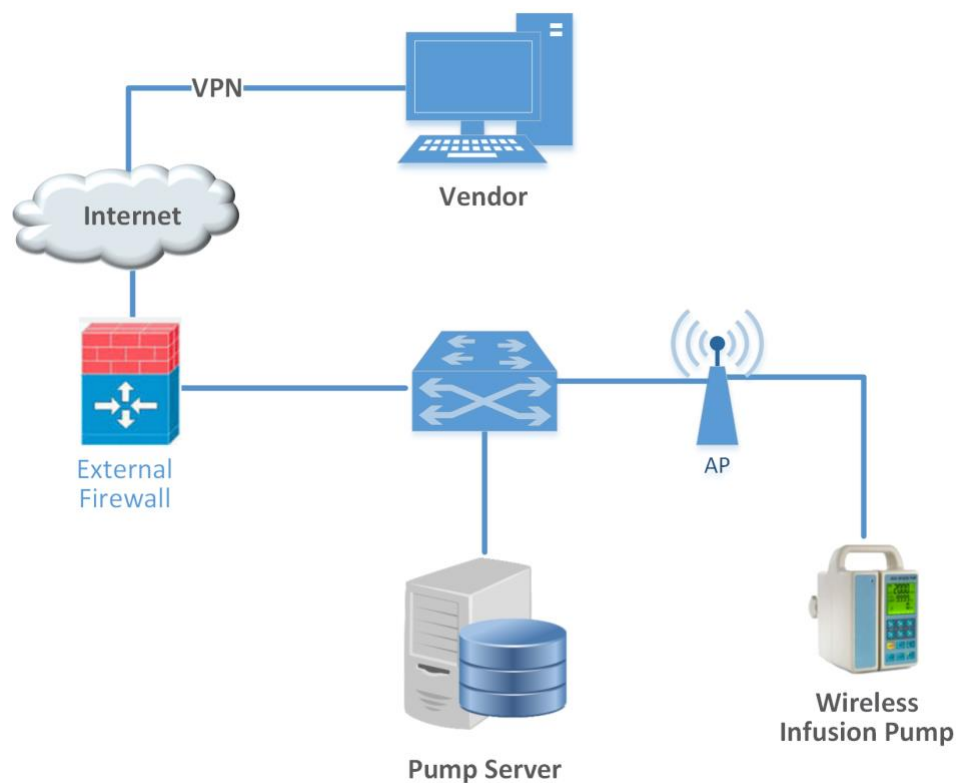 VPN
Vendor
Internet
External
Firewall
AP
Wireless
Infusion Pump
Pump Server